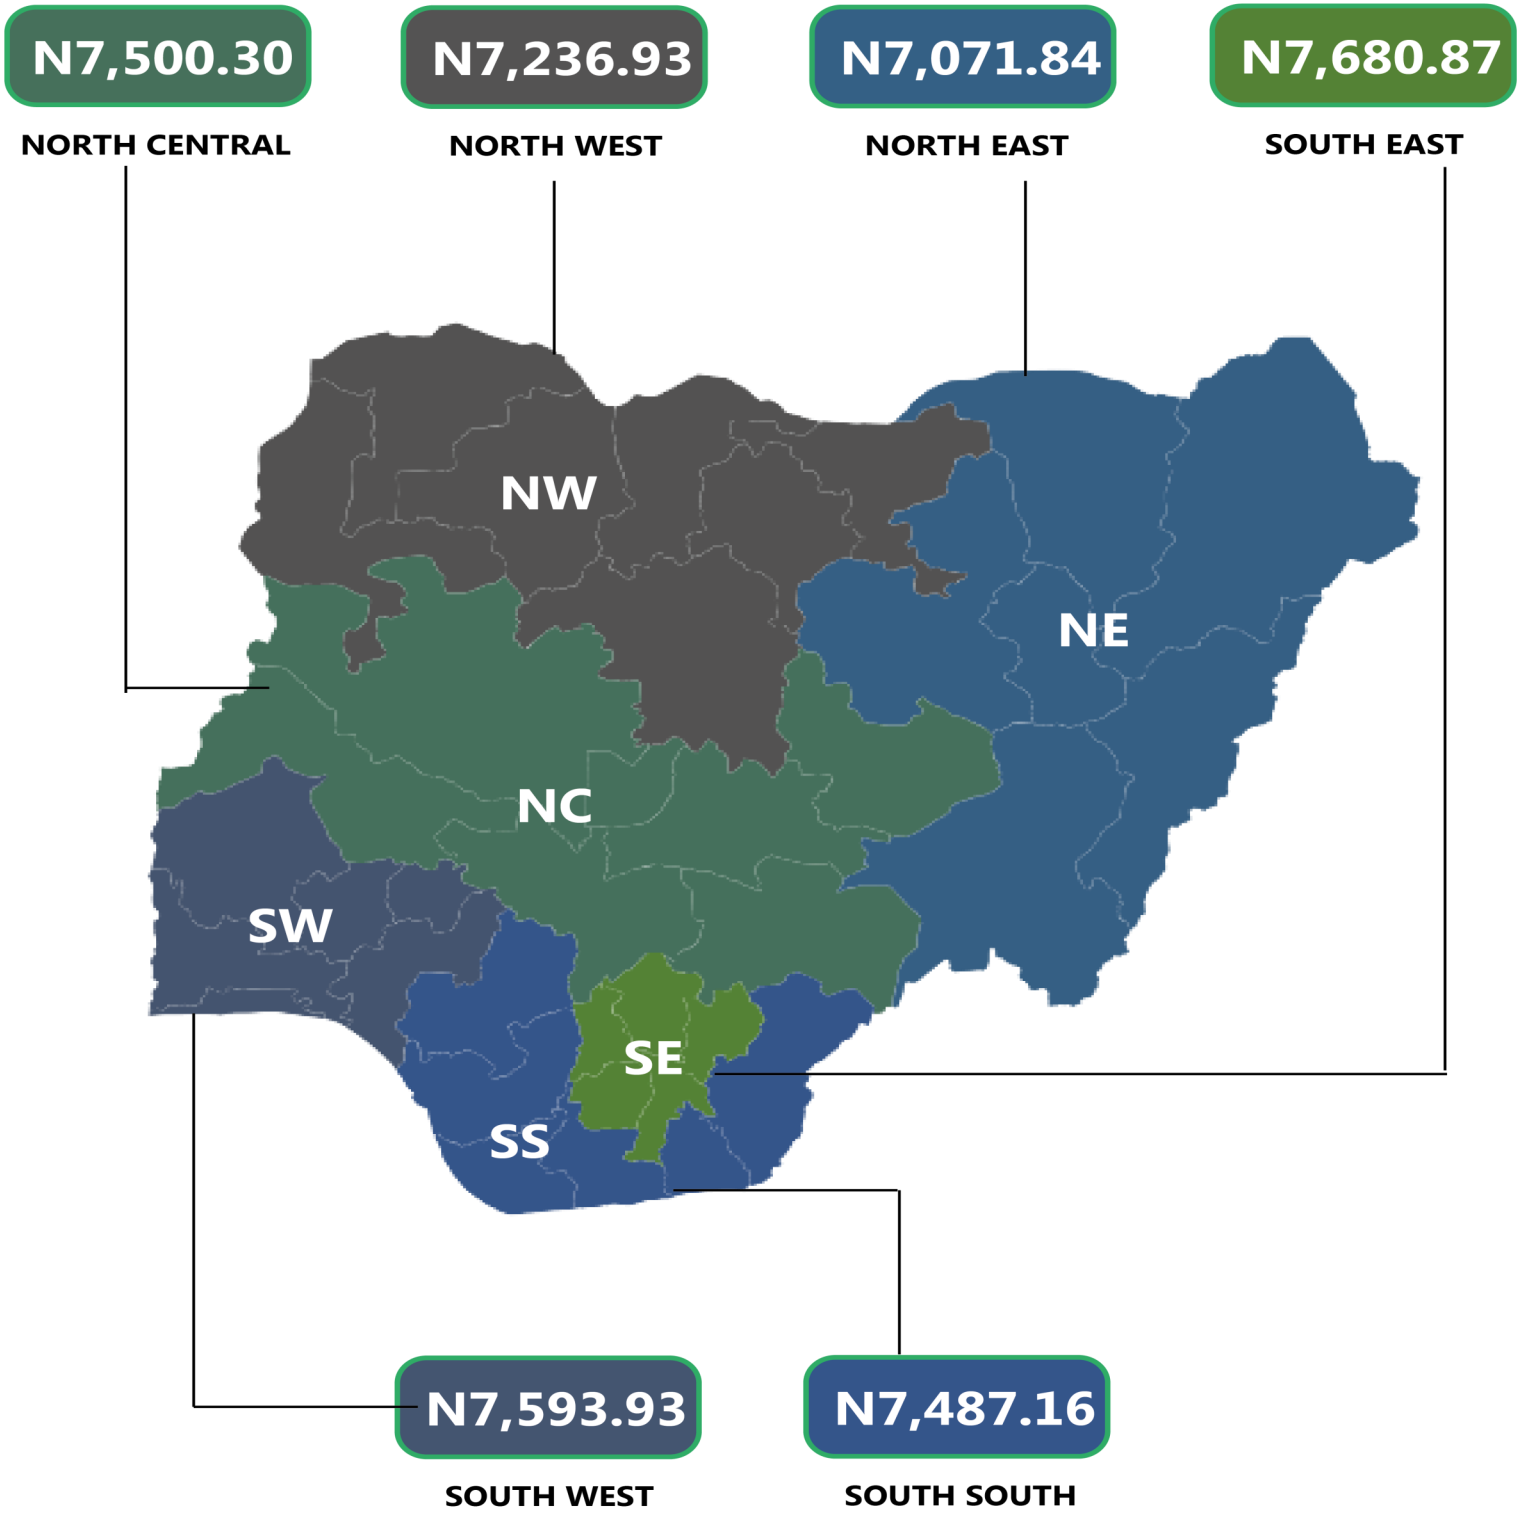 N7,500.30
N7,236.93
N7,071.84
N7,680.87
NORTH CENTRAL
NORTH WEST
NORTH EAST
SOUTH EAST
NW
NE
NC
SW
SE
SS
N7,593.93
N7,487.16
SOUTH WEST
SOUTH SOUTH